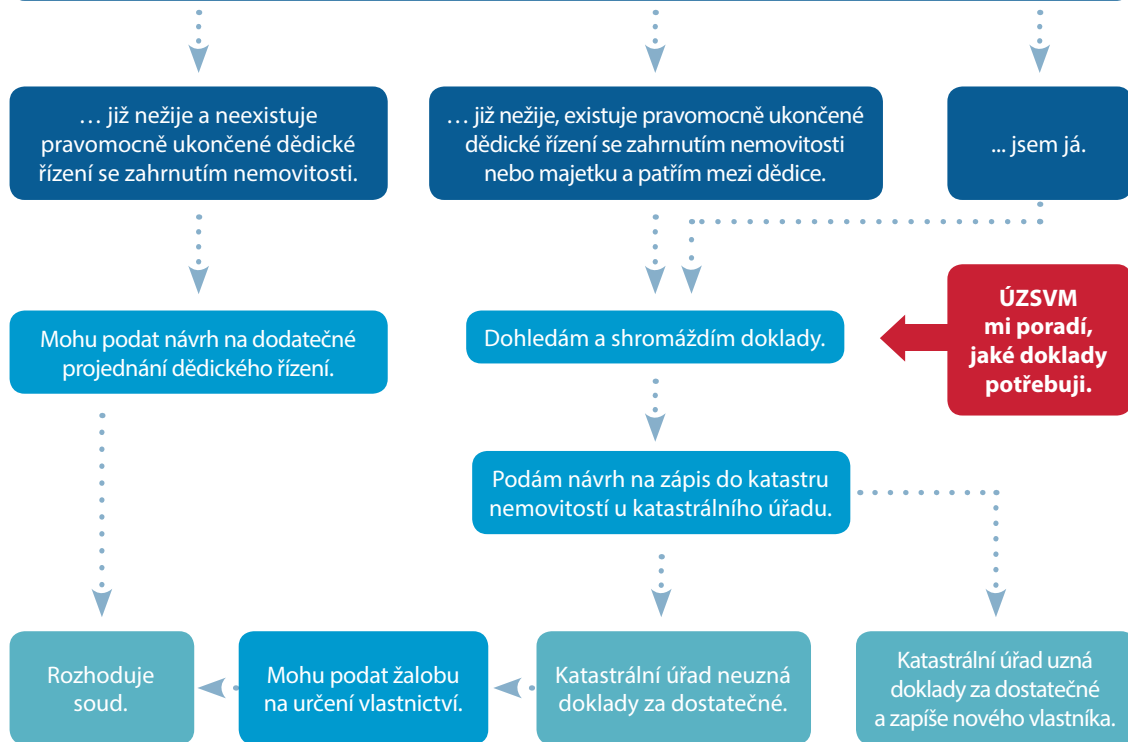 … již nežije a neexistuje
pravomocně ukončené dědické
řízení se zahrnutím nemovitosti.
… již nežije, existuje pravomocně ukončené
dědické řízení se zahrnutím nemovitosti
nebo majetku a patřím mezi dědice.
... jsem já.
Mohu podat návrh na dodatečné
projednání dědického řízení.
Dohledám a shromáždím doklady.
ÚZSVM
mi poradí,
jaké doklady
potřebuji.
Podám návrh na zápis do katastru
nemovitostí u katastrálního úřadu.
Rozhoduje
soud.
Mohu podat žalobu
na určení vlastnictví.
Katastrální úřad neuzná
doklady za dostatečné.
Katastrální úřad uzná
doklady za dostatečné
a zapíše nového vlastníka.